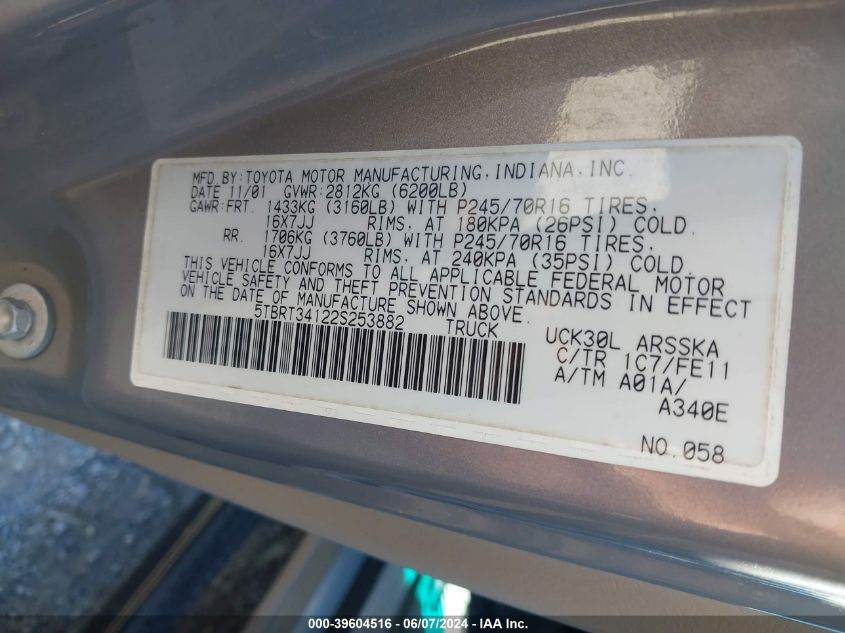 MFD.BY:TOYOTA MOTOR MANUFACTURING,INDIANA,INC.
DATE 11/01 GVWR:2812KG (6200LB)
GAWR:FRT. 1433KG (3160LB) WITH P245/70R16 TIRES.
16X7JJ RIMS. AT 180KPA (26PSI) COLD.
RR. 1706KG (3760LB) WITH P245/70R16 TIRES.
16X7JJ RIMS. AT 240KPA (35PSI) COLD.
THIS VEHICLE CONFORMS TO ALL APPLICABLE FEDERAL MOTOR
VEHICLE SAFETY AND THEFT PREVENTION STANDARDS IN EFFECT
ON THE DATE OF MANUFACTURE SHOWN ABOVE.
5TBRT34122S253882 TRUCK
UCK30L ARSSKA
C/TR 1C7/FE11
A/TM A01A/
A340E
NO.058
000-39604516 - 06/07/2024 - IAA Inc.